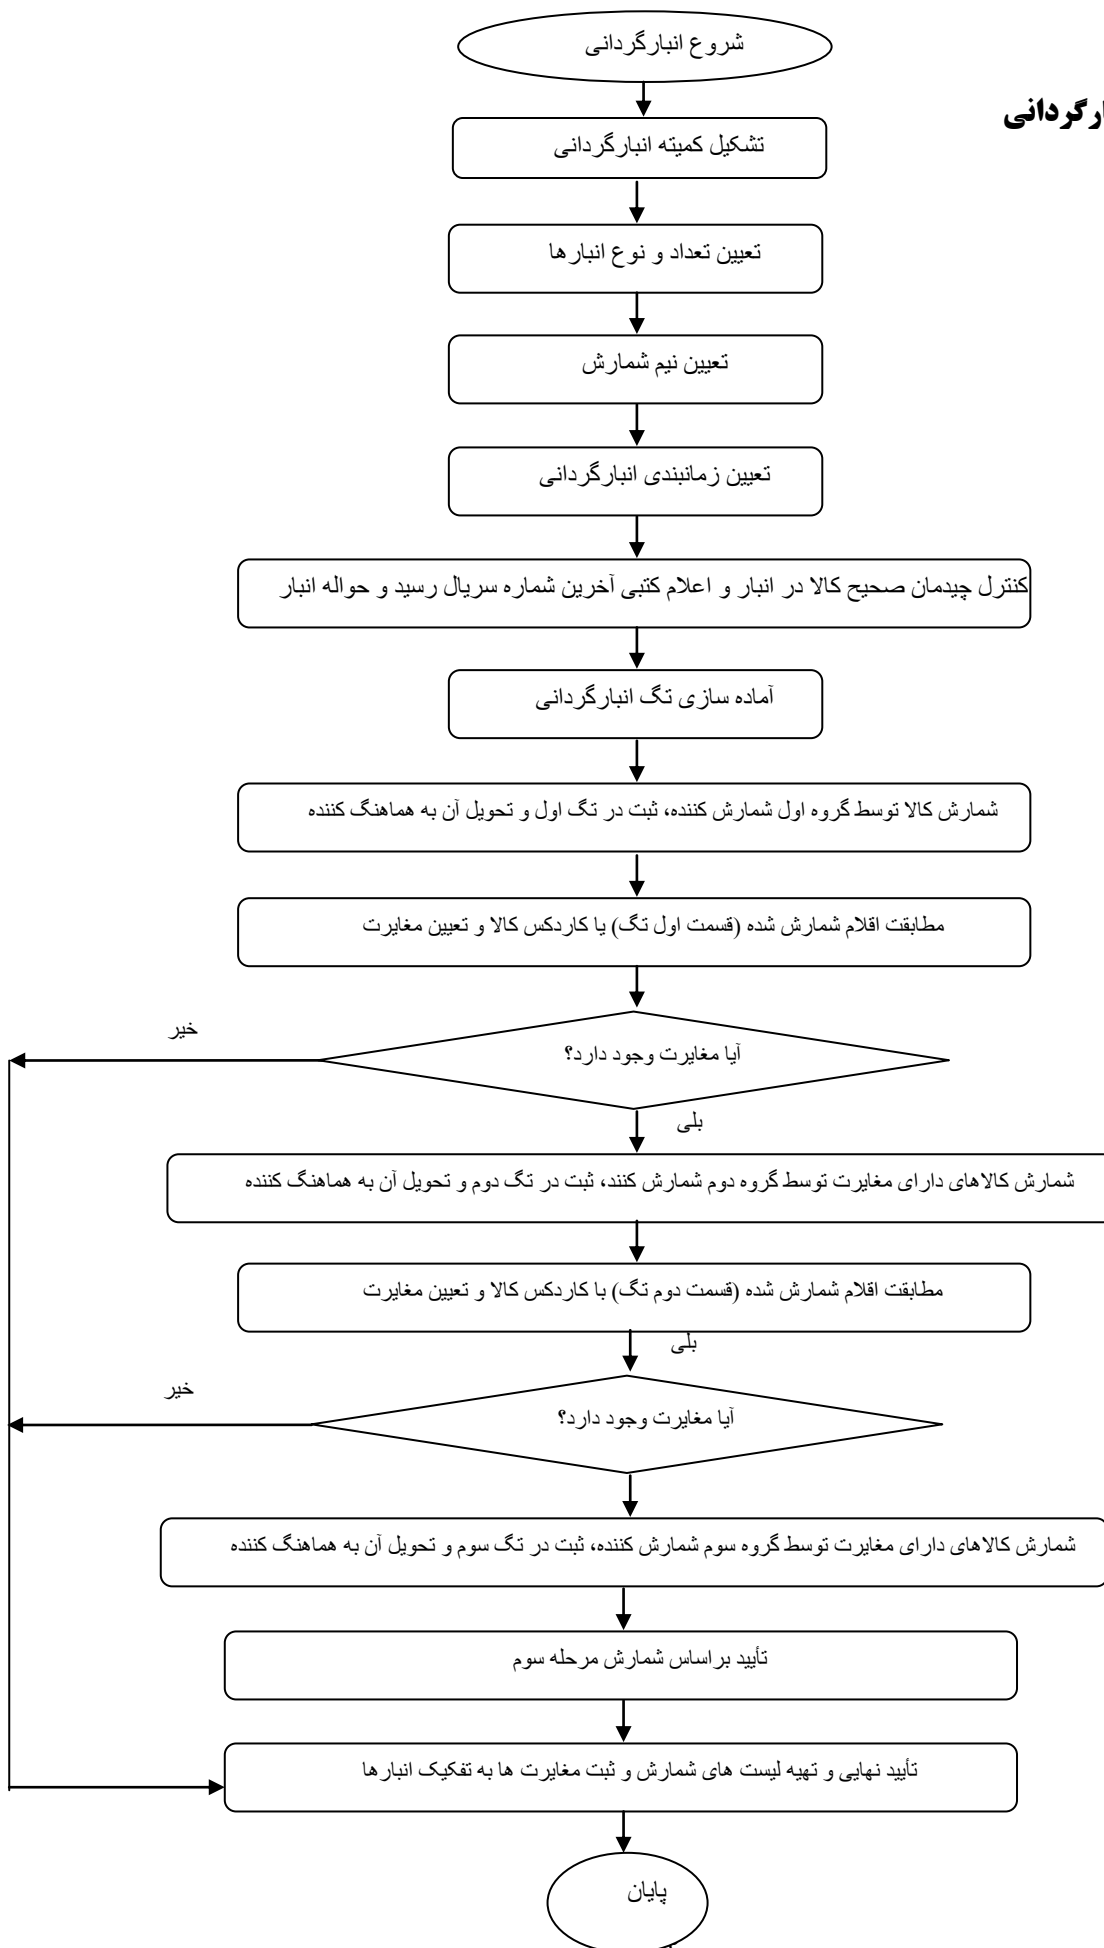 شروع انبارگردانی
ارگردانی
تشکیل کمیته انبارگردانی
تعیین تعداد و نوع انبارها
تعیین نیم شمارش
تعیین زمانبندی انبارگردانی
کنترل چیدمان صحیح کالا در انبار و اعلام کتبی آخرین شماره سریال رسید و حواله انبار
آماده سازی تگ انبارگردانی
شمارش کالا توسط گروه اول شمارش کننده، ثبت در تگ اول و تحویل آن به هماهنگ کننده
مطابقت اقلام شمارش شده (قسمت اول تگ) یا کاردکس کالا و تعیین مغایرت
خیر
آیا مغایرت وجود دارد؟
بلی
شمارش کالاهای دارای مغایرت توسط گروه دوم شمارش کنند، ثبت در تگ دوم و تحویل آن به هماهنگ کننده
مطابقت اقلام شمارش شده (قسمت دوم تگ) با کاردکس کالا و تعیین مغایرت
بلی
خیر
آیا مغایرت وجود دارد؟
شمارش کالاهای دارای مغایرت توسط گروه سوم شمارش کننده، ثبت در تگ سوم و تحویل آن به هماهنگ کننده
تأیید براساس شمارش مرحله سوم
تأیید نهایی و تهیه لیست های شمارش و ثبت مغایرت ها به تفکیک انبارها
پایان